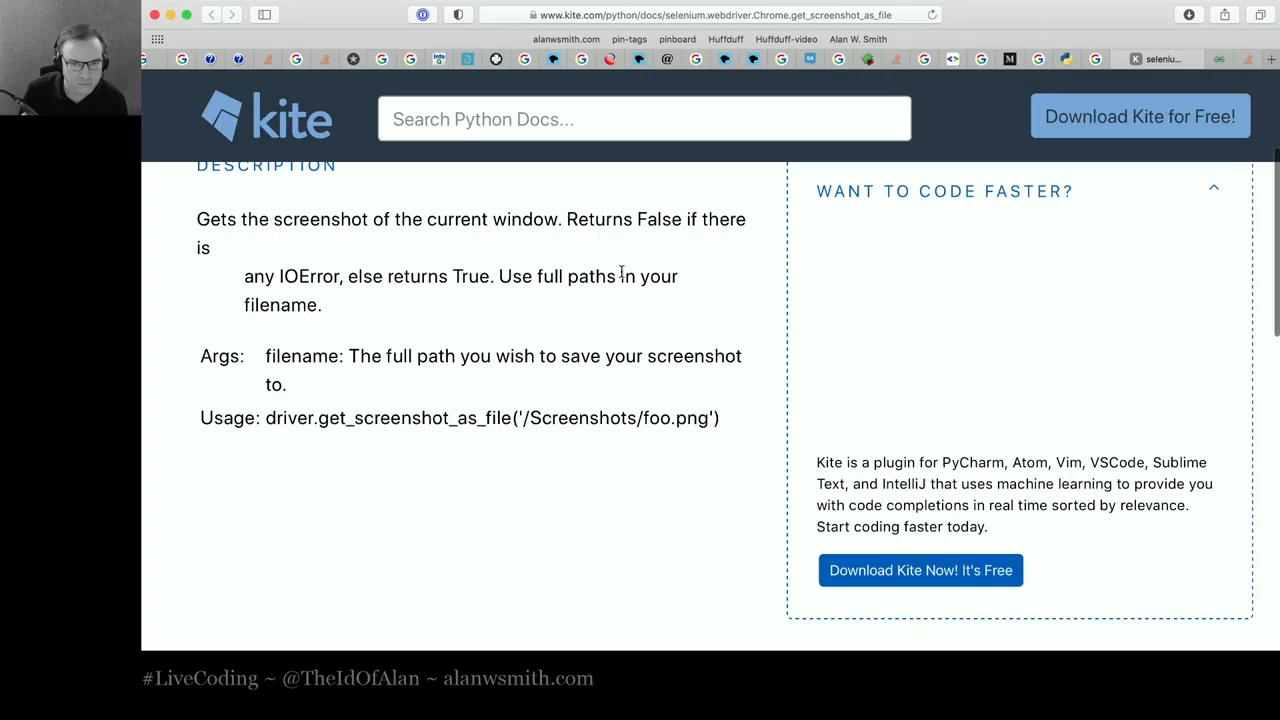 www.kite.com/python/docs/selenium.webdriver.Chrome.get_screenshot_as_file
alanwsmith.com pin-tags pinboard Huffduff Huffduff-video Alan W. Smith
seleniu...
kite
Search Python Docs...
Download Kite for Free!
DESCRIPTION
Gets the screenshot of the current window. Returns False if there
is
any IOError, else returns True. Use full paths in your
filename.
Args: filename: The full path you wish to save your screenshot
to.
Usage: driver.get_screenshot_as_file('/Screenshots/foo.png')
WANT TO CODE FASTER?
Kite is a plugin for PyCharm, Atom, Vim, VSCode, Sublime
Text, and IntelliJ that uses machine learning to provide you
with code completions in real time sorted by relevance.
Start coding faster today.
Download Kite Now! It's Free
#LiveCoding ~ @TheIdOfAlan ~ alanwsmith.com